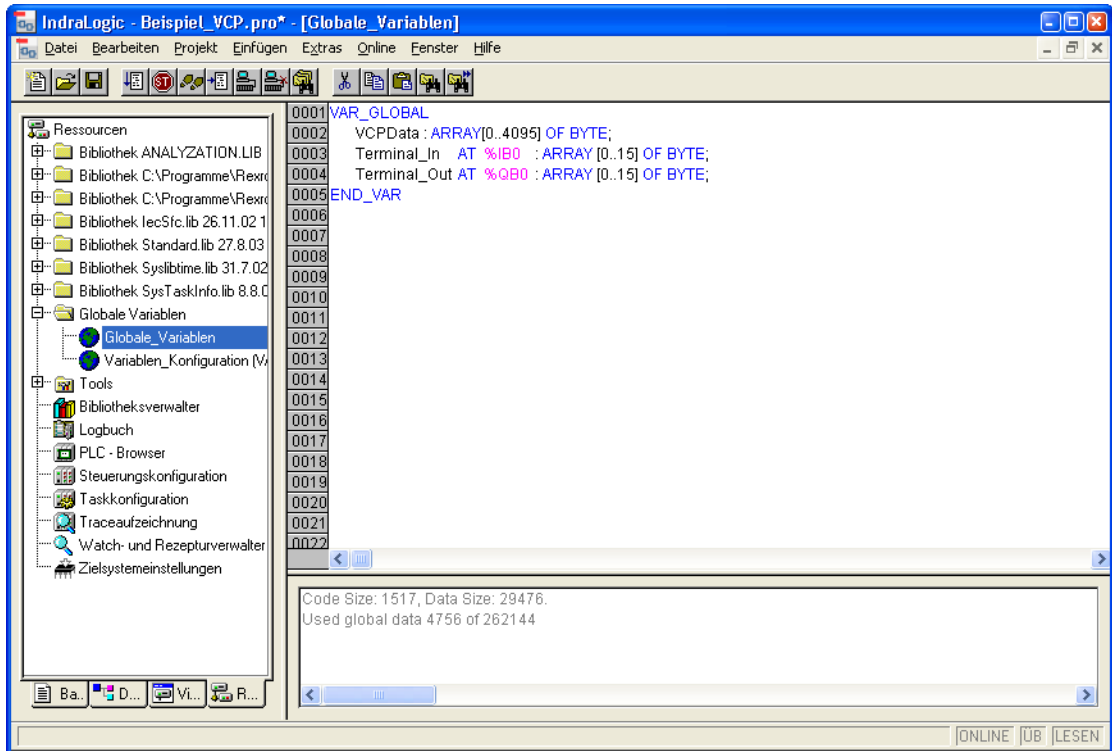 IndraLogic - Beispiel_VCP.pro* - [Globale_Variablen]
Datei Bearbeiten Projekt Einfügen Extras Online Fenster Hilfe
Ressourcen
Bibliothek ANALYZATION.LIB
Bibliothek C:\Programme\Rexro
Bibliothek C:\Programme\Rexro
Bibliothek IecSfc.lib 26.11.02 1
Bibliothek Standard.lib 27.8.03
Bibliothek Syslibtime.lib 31.7.02
Bibliothek SysTaskInfo.lib 8.8.0
Globale Variablen
Globale_Variablen
Variablen_Konfiguration (VA
Tools
Bibliotheksverwalter
Logbuch
PLC - Browser
Steuerungskonfiguration
Taskkonfiguration
Traceaufzeichnung
Watch- und Rezepturverwalter
Zielsystemeinstellungen
Ba.. D... Vi... R...
0001 VAR_GLOBAL
0002 VCPData : ARRAY[0..4095] OF BYTE;
0003 Terminal_In AT %IB0 : ARRAY [0..15] OF BYTE;
0004 Terminal_Out AT %QB0 : ARRAY [0..15] OF BYTE;
0005 END_VAR
0006
0007
0008
0009
0010
0011
0012
0013
0014
0015
0016
0017
0018
0019
0020
0021
0022
Code Size: 1517, Data Size: 29476.
Used global data 4756 of 262144
ONLINE ÜB LESEN